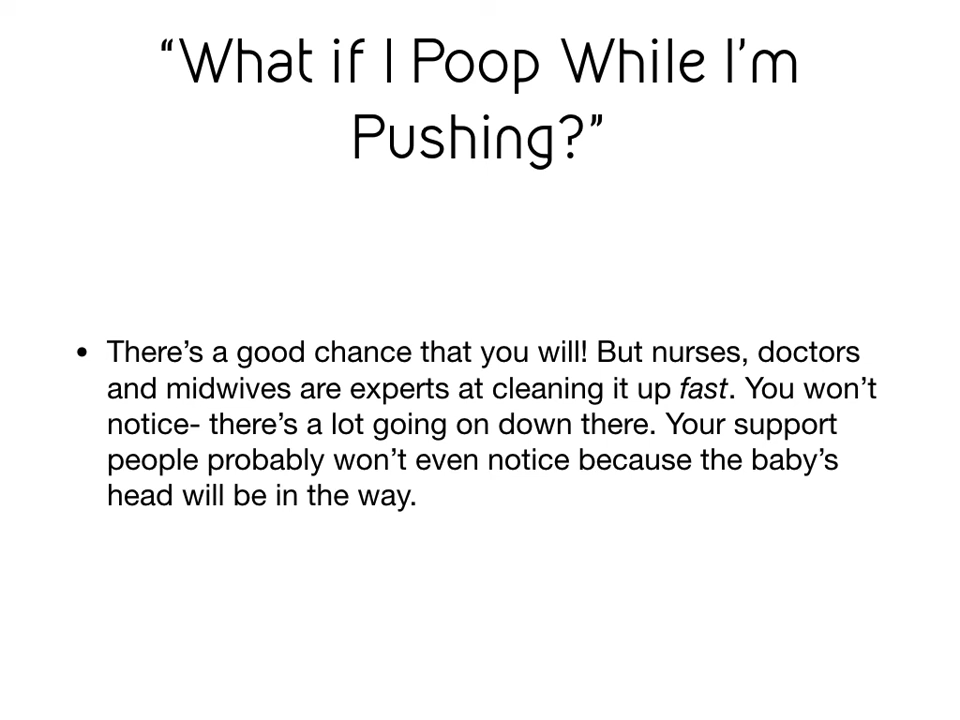 “What if I Poop While I’m
Pushing?”
• There’s a good chance that you will! But nurses, doctors
and midwives are experts at cleaning it up fast. You won’t
notice- there’s a lot going on down there. Your support
people probably won’t even notice because the baby’s
head will be in the way.